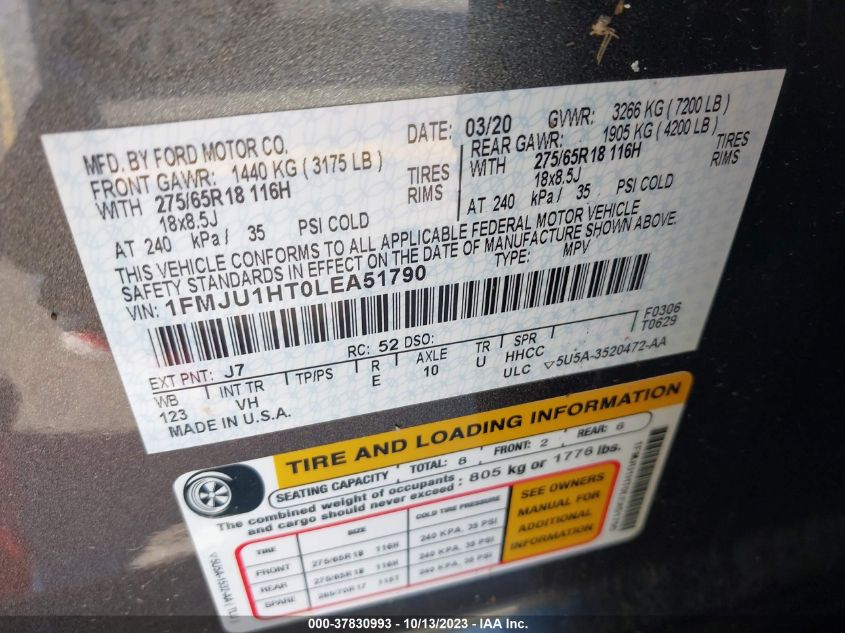 MFD. BY FORD MOTOR CO.
DATE: 03/20
GVWR: 3266 KG ( 7200 LB )
FRONT GAWR: 1440 KG ( 3175 LB )
REAR GAWR: 1905 KG ( 4200 LB )
WITH 275/65R18 116H TIRES
WITH 275/65R18 116H TIRES
18x8.5J RIMS
18x8.5J RIMS
AT 240 kPa / 35 PSI COLD
AT 240 kPa / 35 PSI COLD
THIS VEHICLE CONFORMS TO ALL APPLICABLE FEDERAL MOTOR VEHICLE
SAFETY STANDARDS IN EFFECT ON THE DATE OF MANUFACTURE SHOWN ABOVE.
VIN: 1FMJU1HT0LEA51790
TYPE: MPV
F0306
T0629
EXT PNT: J7 RC: 52 DSO:
WB INT TR TP/PS R AXLE TR SPR
123 VH E 10 U HHCC
ULC
▽5U5A-3520472-AA
MADE IN U.S.A.
TIRE AND LOADING INFORMATION
SEATING CAPACITY TOTAL: 8 FRONT: 2 REAR: 6
The combined weight of occupants and cargo should never exceed : 805 kg or 1776 lbs.
TIRE SIZE COLD TIRE PRESSURE
FRONT 275/65R18 116H 240 KPA, 35 PSI
REAR 275/65R18 116H 240 KPA, 35 PSI
SPARE 240 KPA, 35 PSI
SEE OWNERS
MANUAL FOR
ADDITIONAL
INFORMATION
000-37830993 - 10/13/2023 - IAA Inc.